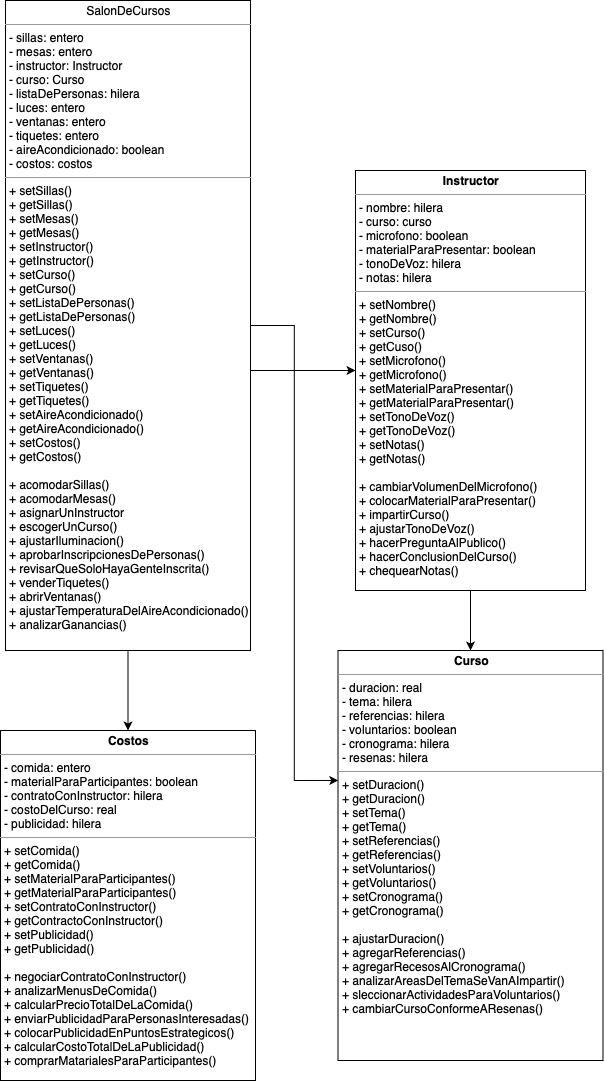 SalonDeCursos
- sillas: entero
- mesas: entero
- instructor: Instructor
- curso: Curso
- listaDePersonas: hilera
- luces: entero
- ventanas: entero
- tiquetes: entero
- aireAcondicionado: boolean
- costos: costos
+ setSillas()
+ getSillas()
+ setMesas()
+ getMesas()
+ setInstructor()
+ getInstructor()
+ setCurso()
+ getCurso()
+ setListaDePersonas()
+ getListaDePersonas()
+ setLuces()
+ getLuces()
+ setVentanas()
+ getVentanas()
+ setTiquetes()
+ getTiquetes()
+ setAireAcondicionado()
+ getAireAcondicionado()
+ setCostos()
+ getCostos()
+ acomodarSillas()
+ acomodarMesas()
+ asignarUnInstructor
+ escogerUnCurso()
+ ajustarIluminacion()
+ aprobarInscripcionesDePersonas()
+ revisarQueSoloHayaGenteInscrita()
+ venderTiquetes()
+ abrirVentanas()
+ ajustarTemperaturaDelAireAcondicionado()
+ analizarGanancias()
Instructor
- nombre: hilera
- curso: curso
- microfono: boolean
- materialParaPresentar: boolean
- tonoDeVoz: hilera
- notas: hilera
+ setNombre()
+ getNombre()
+ setCurso()
+ getCuso()
+ setMicrofono()
+ getMicrofono()
+ setMaterialParaPresentar()
+ getMaterialParaPresentar()
+ setTonoDeVoz()
+ getTonoDeVoz()
+ setNotas()
+ getNotas()
+ cambiarVolumenDelMicrofono()
+ colocarMaterialParaPresentar()
+ impartirCurso()
+ ajustarTonoDeVoz()
+ hacerPreguntaAlPublico()
+ hacerConclusionDelCurso()
+ chequearNotas()
Costos
- comida: entero
- materialParaParticipantes: boolean
- contratoConInstructor: hilera
- costoDelCurso: real
- publicidad: hilera
+ setComida()
+ getComida()
+ setMaterialParaParticipantes()
+ getMaterialParaParticipantes()
+ setContratoConInstructor()
+ getContractoConInstructor()
+ setPublicidad()
+ getPublicidad()
+ negociarContratoConInstructor()
+ analizarMenusDeComida()
+ calcularPrecioTotalDeLaComida()
+ enviarPublicidadParaPersonasInteresadas()
+ colocarPublicidadEnPuntosEstrategicos()
+ calcularCostoTotalDeLaPublicidad()
+ comprarMatarialesParaParticipantes()
Curso
- duracion: real
- tema: hilera
- referencias: hilera
- voluntarios: boolean
- cronograma: hilera
- resenas: hilera
+ setDuracion()
+ getDuracion()
+ setTema()
+ getTema()
+ setReferencias()
+ getReferencias()
+ setVoluntarios()
+ getVoluntarios()
+ setCronograma()
+ getCronograma()
+ ajustarDuracion()
+ agregarReferencias()
+ agregarRecesosAlCronograma()
+ analizarAreasDelTemaSeVanAImpartir()
+ sleccionarActividadesParaVoluntarios()
+ cambiarCursoConformeAResenas()